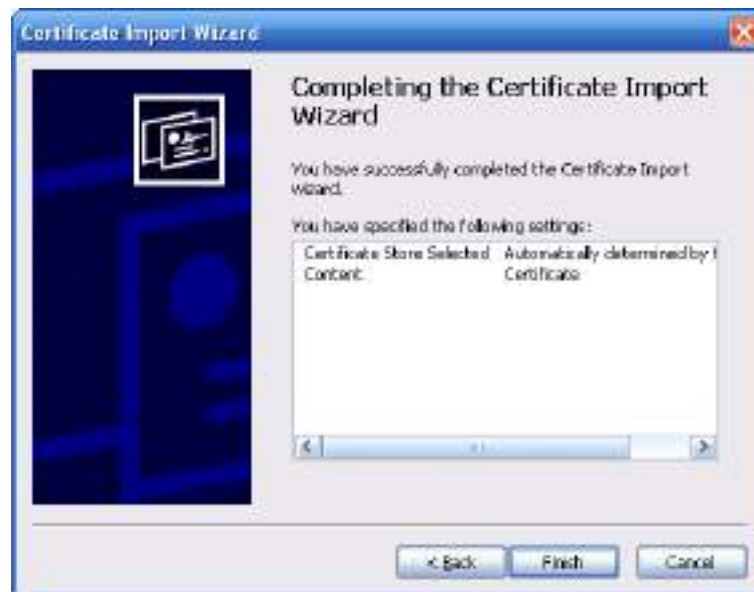 Certificate Import Wizard
Completing the Certificate Import
Wizard
You have successfully completed the Certificate Import
wizard.
You have specified the following settings:
Certificate Store Selected Automatically determined by t
Content Certificate
< Back Finish Cancel